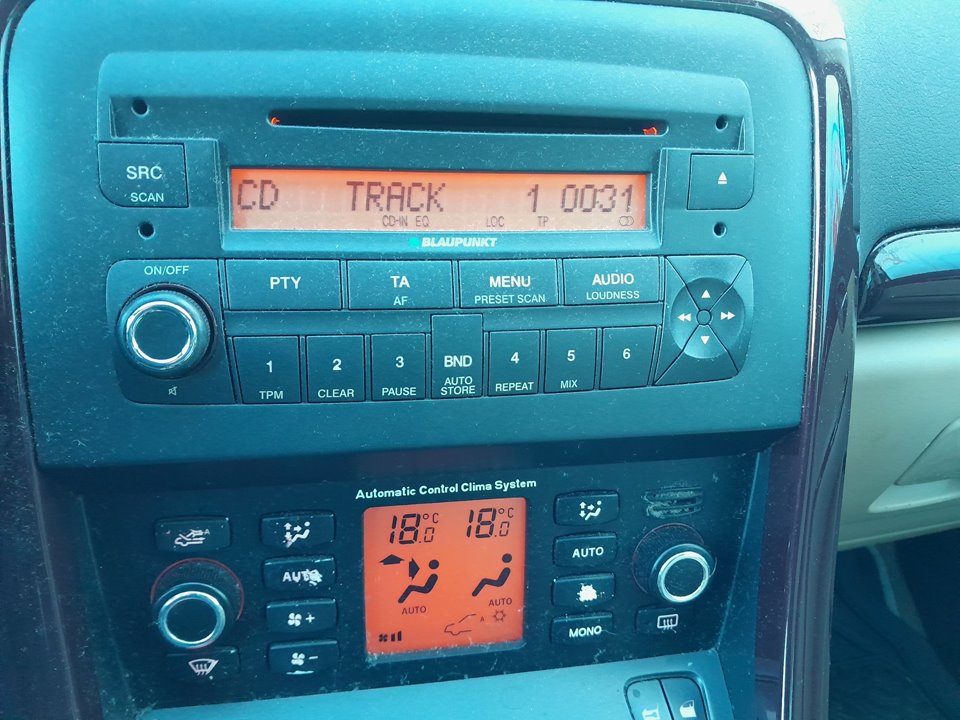 SRC
SCAN
CD TRACK 1 0031
CD-IN EQ LOC TP
BLAUPUNKT
ON/OFF
PTY
TA
AF
MENU
PRESET SCAN
AUDIO
LOUDNESS
1
TPM
2
CLEAR
3
PAUSE
BND
AUTO
STORE
4
REPEAT
5
MIX
6
Automatic Control Clima System
18.0°C 18.0°C
A
AUTO
AUTO
AUTO
AUTO
A
MONO